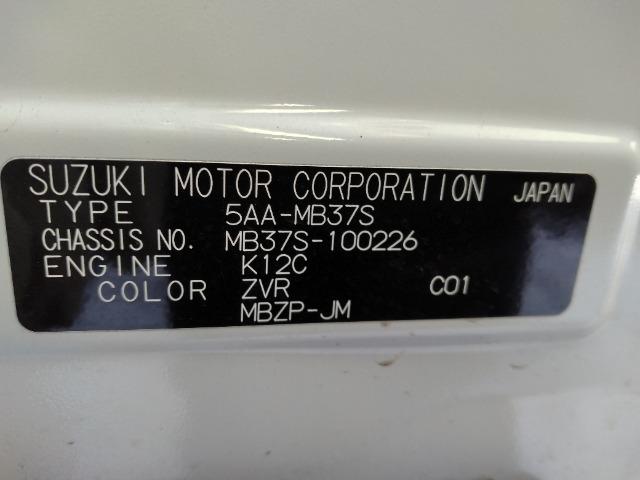 SUZUKI MOTOR CORPORATION JAPAN
TYPE 5AA-MB37S
CHASSIS NO. MB37S-100226
ENGINE K12C
COLOR ZVR C01
MBZP-JM